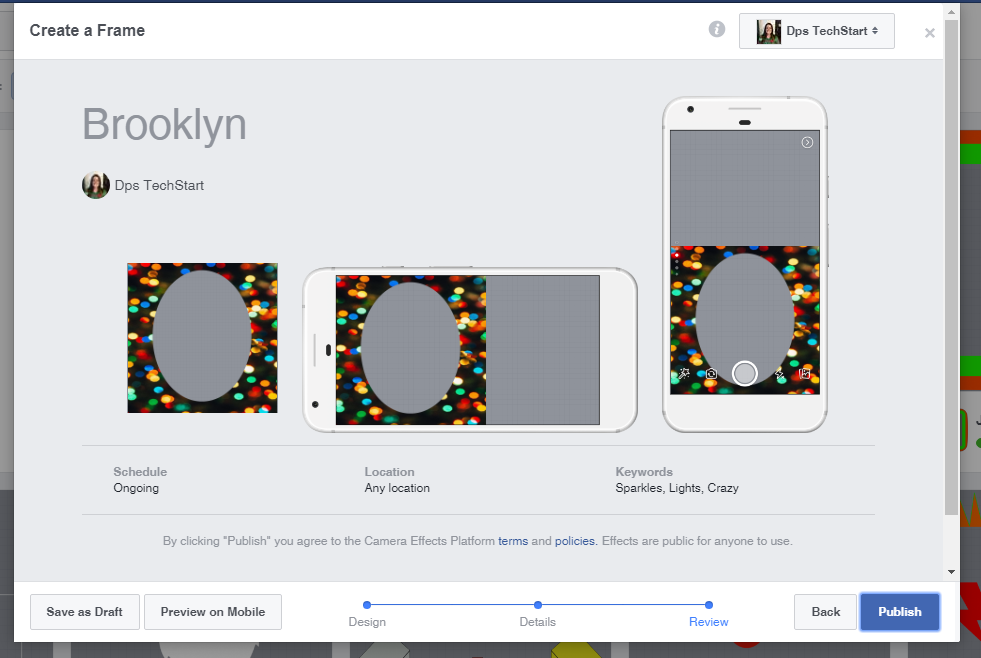 Create a Frame
Dps TechStart
Brooklyn
Dps TechStart
Schedule
Ongoing
Location
Any location
Keywords
Sparkles, Lights, Crazy
By clicking "Publish" you agree to the Camera Effects Platform terms and policies. Effects are public for anyone to use.
Save as Draft
Preview on Mobile
Design
Details
Review
Back
Publish